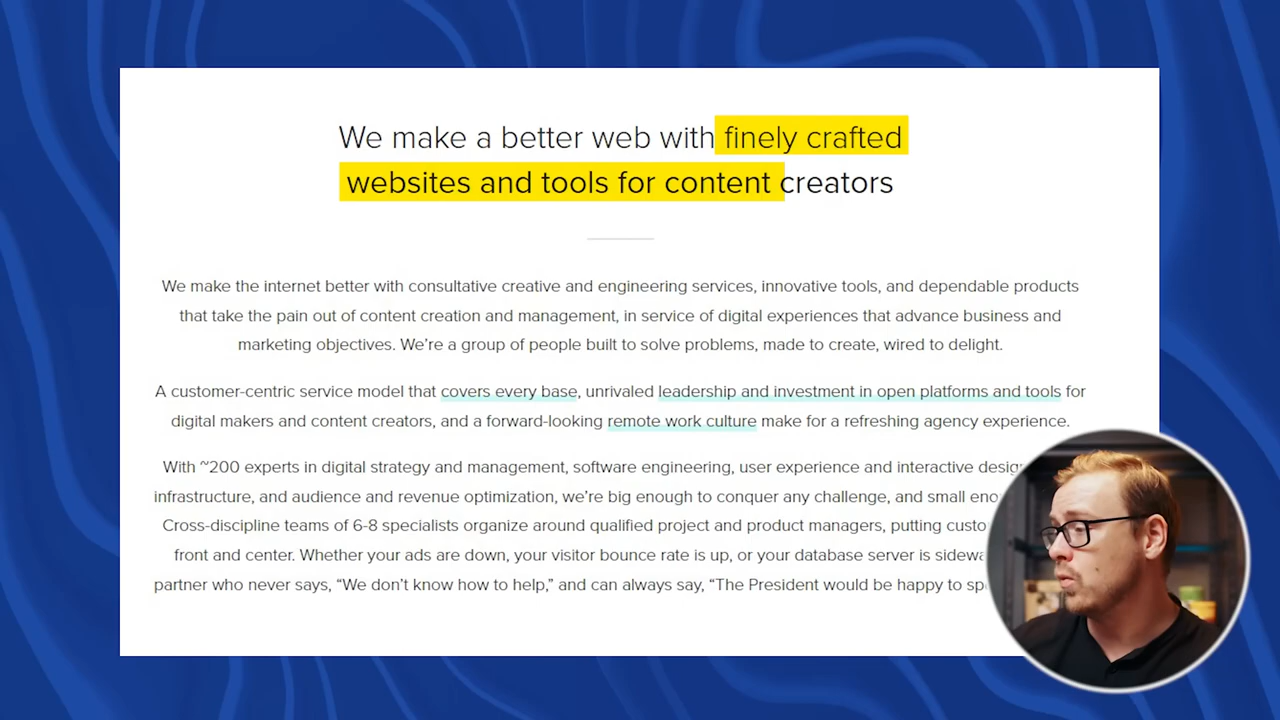 We make a better web with finely crafted
websites and tools for content creators
We make the internet better with consultative creative and engineering services, innovative tools, and dependable products
that take the pain out of content creation and management, in service of digital experiences that advance business and
marketing objectives. We’re a group of people built to solve problems, made to create, wired to delight.
A customer-centric service model that covers every base, unrivaled leadership and investment in open platforms and tools for
digital makers and content creators, and a forward-looking remote work culture make for a refreshing agency experience.
With ~200 experts in digital strategy and management, software engineering, user experience and interactive
infrastructure, and audience and revenue optimization, we’re big enough to conquer any challenge, and small
Cross-discipline teams of 6-8 specialists organize around qualified project and product managers, putting
front and center. Whether your ads are down, your visitor bounce rate is up, or your database server is
partner who never says, “We don’t know how to help,” and can always say, “The President would be happy to